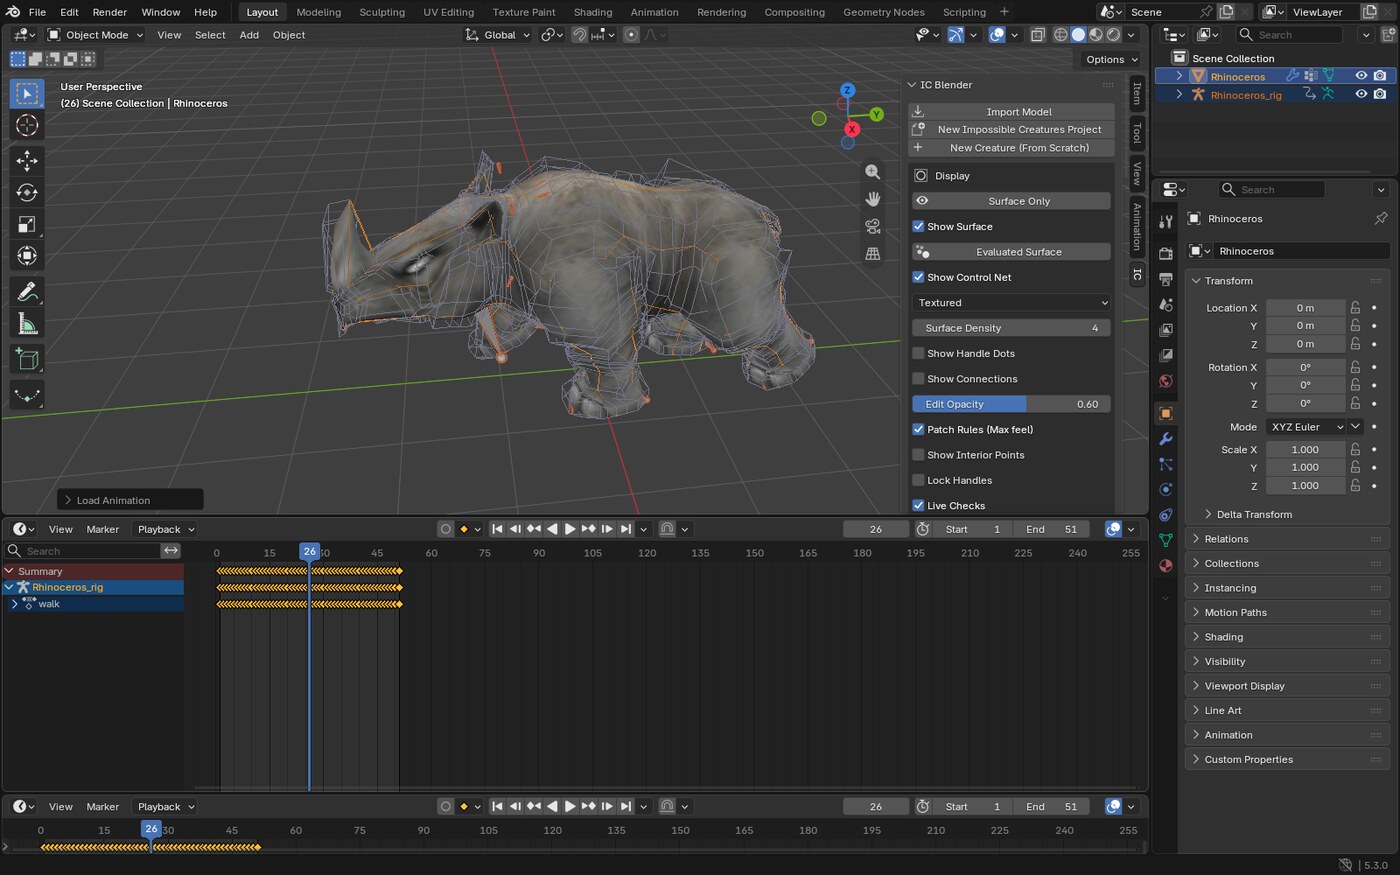 File Edit Render Window Help Layout Modeling Sculpting UV Editing Texture Paint Shading Animation Rendering Compositing Geometry Nodes Scripting + Scene ViewLayer
Object Mode View Select Add Object Global Search
Options
User Perspective
(26) Scene Collection | Rhinoceros
Z
Y
X
Load Animation
IC Blender
Import Model
New Impossible Creatures Project
New Creature (From Scratch)
Display
Surface Only
Show Surface
Evaluated Surface
Show Control Net
Textured
Surface Density 4
Show Handle Dots
Show Connections
Edit Opacity 0.60
Patch Rules (Max feel)
Show Interior Points
Lock Handles
Live Checks
Item
Tool
View
Animation
IC
Scene Collection
Rhinoceros
Rhinoceros_rig
Search
Rhinoceros
Rhinoceros
Transform
Location X 0 m
Y 0 m
Z 0 m
Rotation X 0°
Y 0°
Z 0°
Mode XYZ Euler
Scale X 1.000
Y 1.000
Z 1.000
Delta Transform
Relations
Collections
Instancing
Motion Paths
Shading
Visibility
Viewport Display
Line Art
Animation
Custom Properties
View Marker Playback 26 Start 1 End 51
Search 0 15 26 30 45 60 75 90 105 120 135 150 165 180 195 210 225 240 255
Summary
Rhinoceros_rig
walk
View Marker Playback 26 Start 1 End 51
0 15 26 30 45 60 75 90 105 120 135 150 165 180 195 210 225 240 255
5.3.0